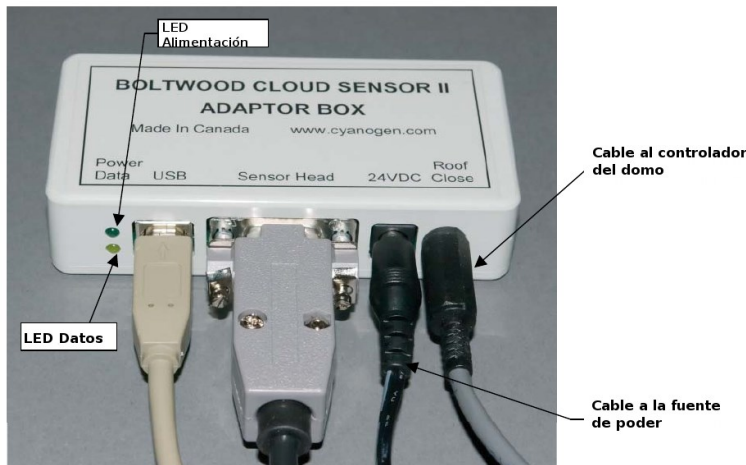 LED
Alimentación
BOLTWOOD CLOUD SENSOR II
ADAPTOR BOX
Made In Canada www.cyanogen.com
Power Roof
Data USB Sensor Head 24VDC Close
Cable al controlador
del domo
LED Datos
Cable a la fuente
de poder